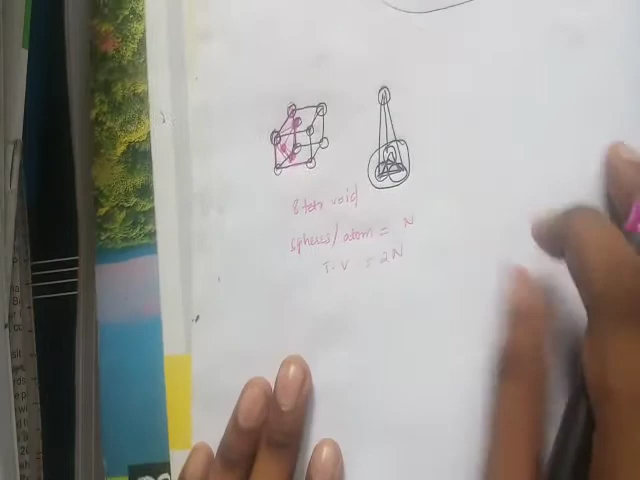 8 tetr void
spheres/atom = N
T.V = 2N